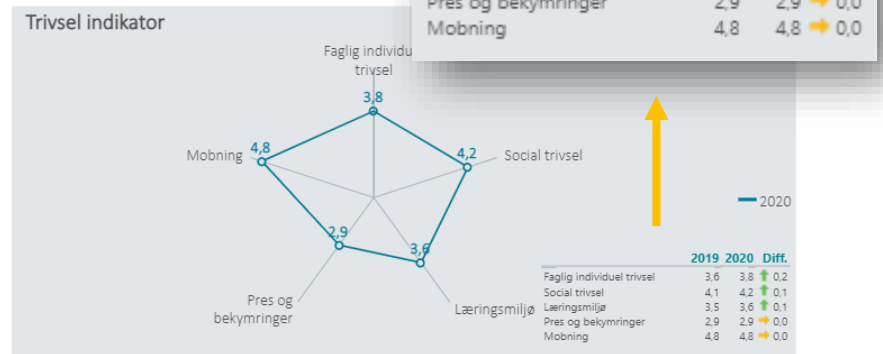 Pres og bekymringer 2,9 2,9 0,0
Mobning 4,8 4,8 0,0
Trivsel indikator
Faglig individu
trivsel
3,8
Mobning 4,8
4,2 Social trivsel
2020
2,9
3,6
Pres og
bekymringer
Læringsmiljø
2019 2020 Diff.
Faglig individuel trivsel 3,6 3,8 0,2
Social trivsel 4,1 4,2 0,1
Læringsmiljø 3,5 3,6 0,1
Pres og bekymringer 2,9 2,9 0,0
Mobning 4,8 4,8 0,0